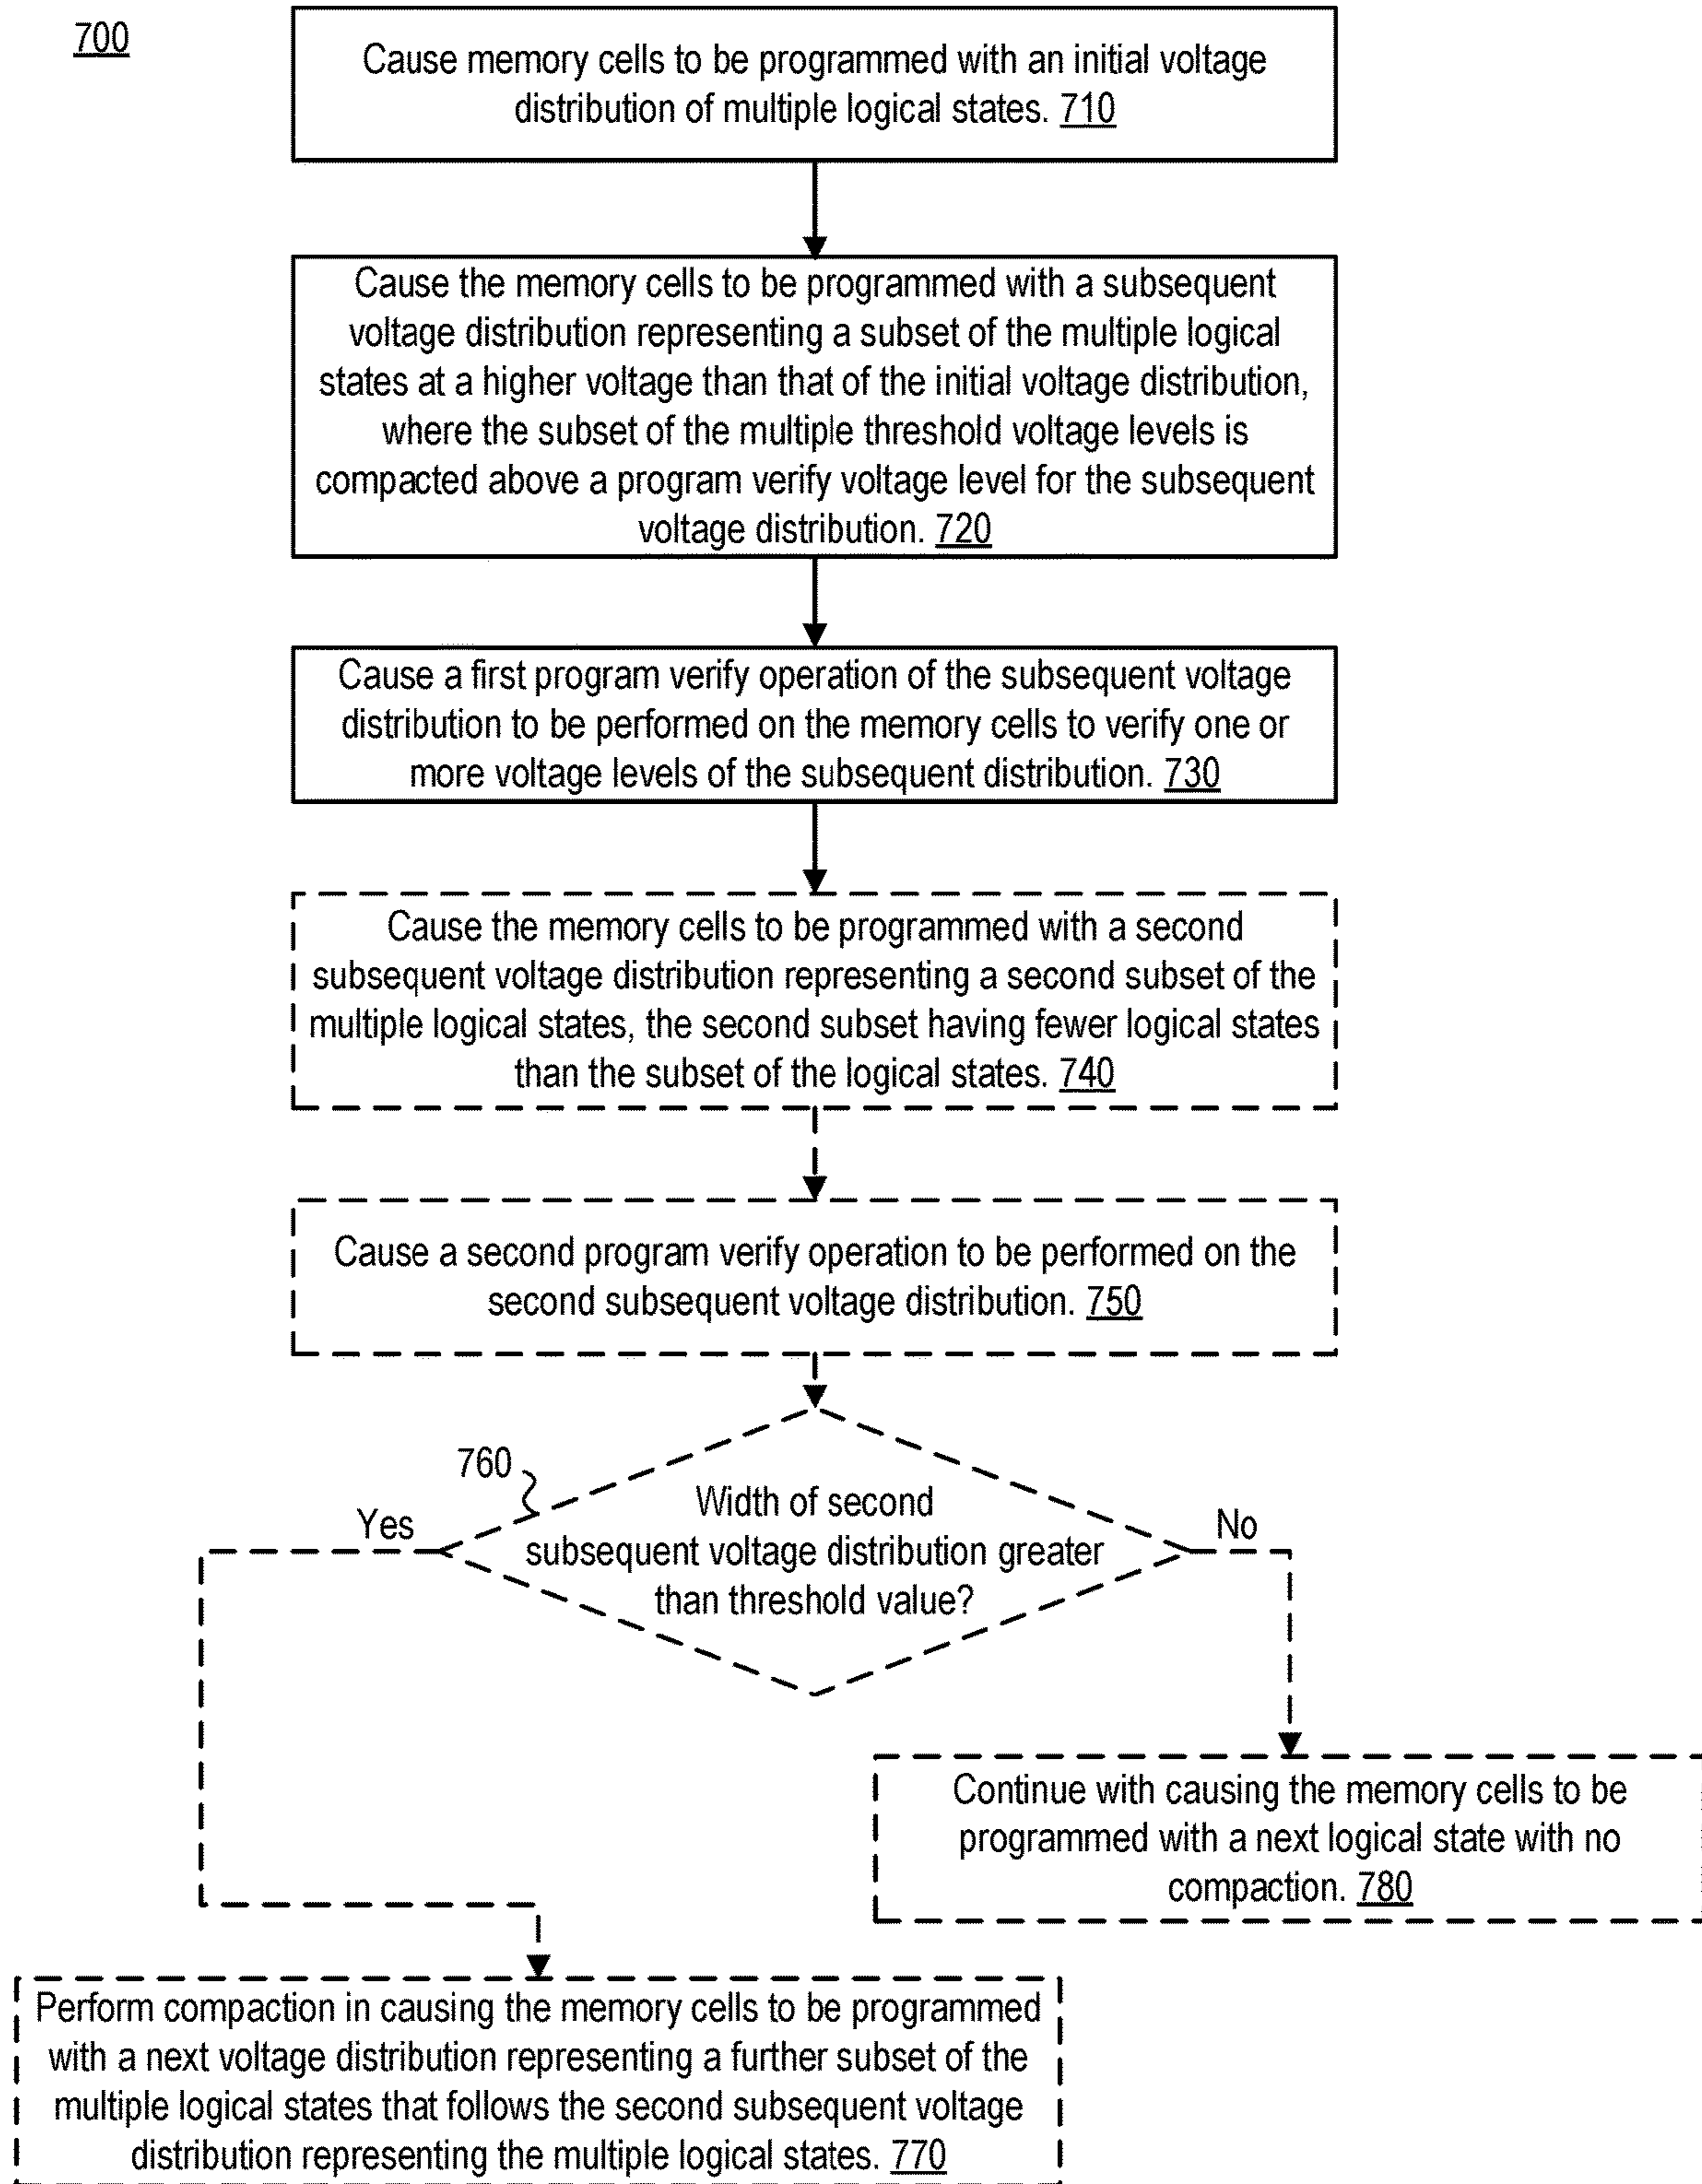 700
Cause memory cells to be programmed with an initial voltage
distribution of multiple logical states. 710
Cause the memory cells to be programmed with a subsequent
voltage distribution representing a subset of the multiple logical
states at a higher voltage than that of the initial voltage distribution,
where the subset of the multiple threshold voltage levels is
compacted above a program verify voltage level for the subsequent
voltage distribution. 720
Cause a first program verify operation of the subsequent voltage
distribution to be performed on the memory cells to verify one or
more voltage levels of the subsequent distribution. 730
Cause the memory cells to be programmed with a second
subsequent voltage distribution representing a second subset of the
multiple logical states, the second subset having fewer logical states
than the subset of the logical states. 740
Cause a second program verify operation to be performed on the
second subsequent voltage distribution. 750
760
Yes
Width of second
subsequent voltage distribution greater
than threshold value?
No
Continue with causing the memory cells to be
programmed with a next logical state with no
compaction. 780
Perform compaction in causing the memory cells to be programmed
with a next voltage distribution representing a further subset of the
multiple logical states that follows the second subsequent voltage
distribution representing the multiple logical states. 770